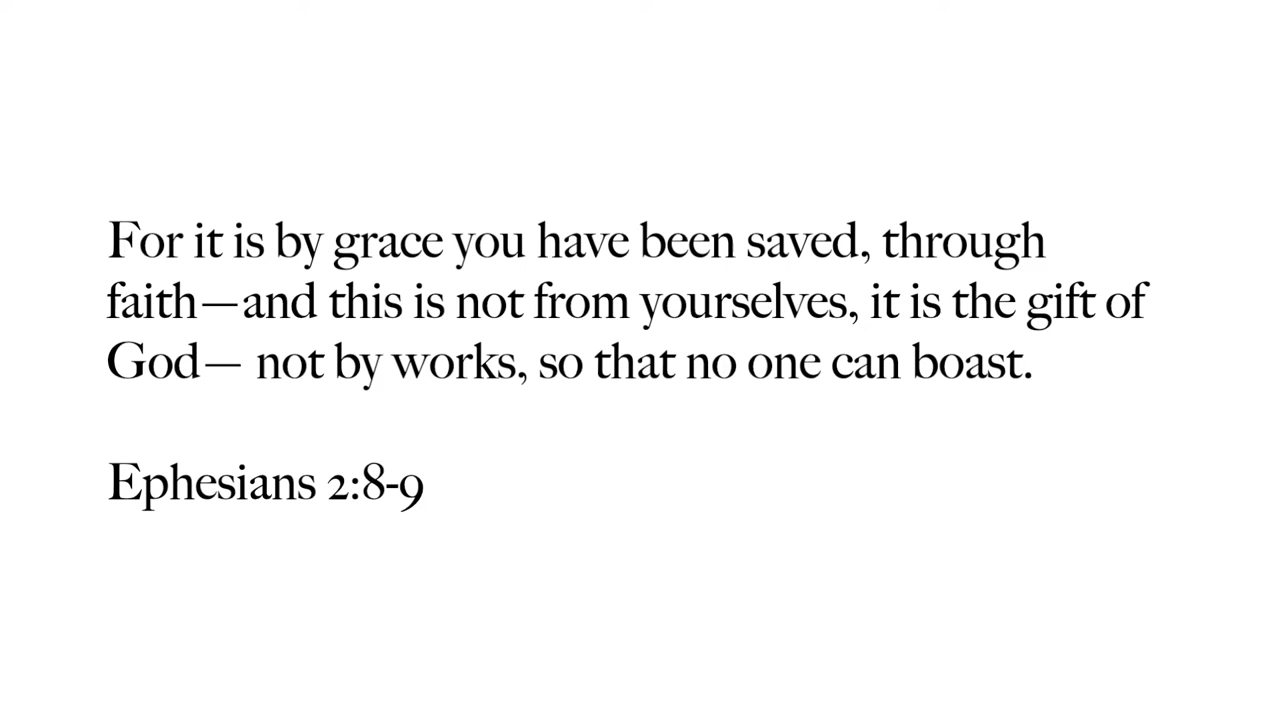 For it is by grace you have been saved, through
faith—and this is not from yourselves, it is the gift of
God— not by works, so that no one can boast.
Ephesians 2:8-9